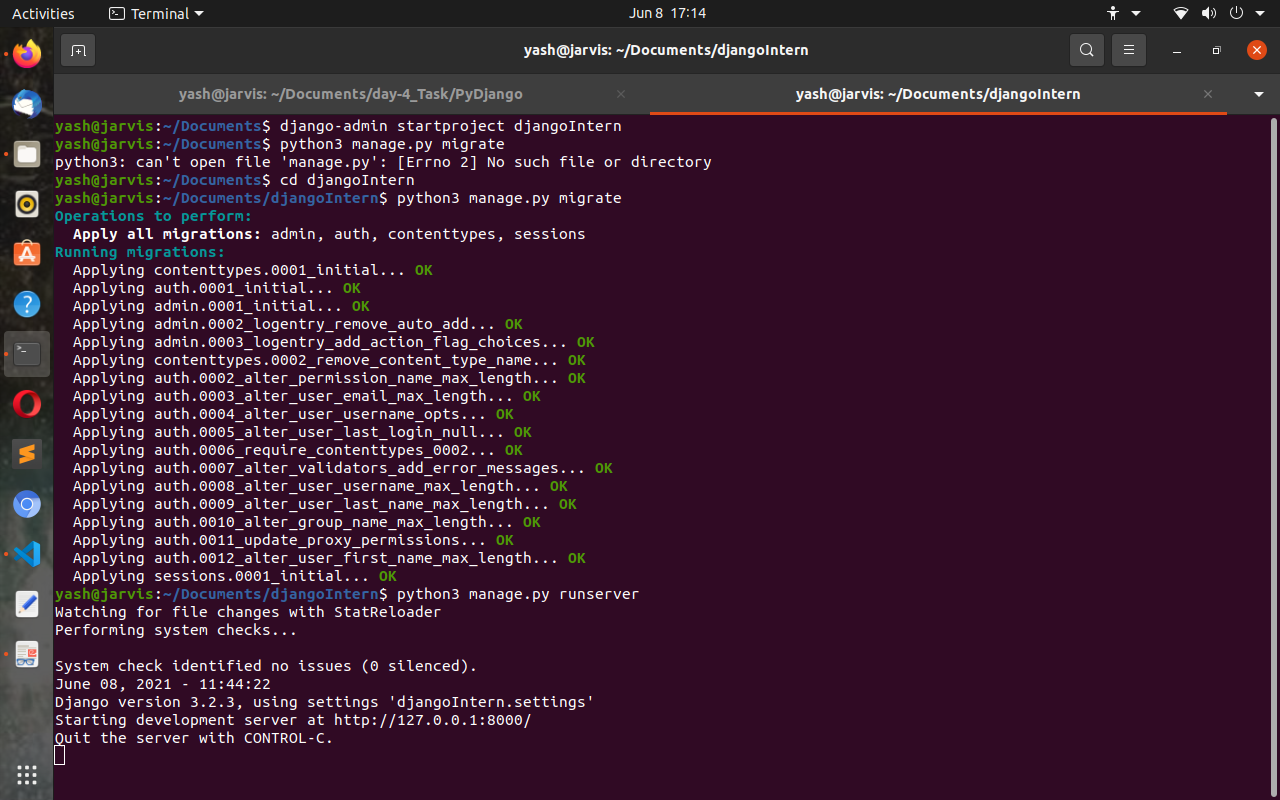 Activities Terminal Jun 8 17:14
yash@jarvis: ~/Documents/djangoIntern
yash@jarvis: ~/Documents/day-4_Task/PyDjango yash@jarvis: ~/Documents/djangoIntern
yash@jarvis:~/Documents$ django-admin startproject djangoIntern
yash@jarvis:~/Documents$ python3 manage.py migrate
python3: can't open file 'manage.py': [Errno 2] No such file or directory
yash@jarvis:~/Documents$ cd djangoIntern
yash@jarvis:~/Documents/djangoIntern$ python3 manage.py migrate
Operations to perform:
  Apply all migrations: admin, auth, contenttypes, sessions
Running migrations:
  Applying contenttypes.0001_initial... OK
  Applying auth.0001_initial... OK
  Applying admin.0001_initial... OK
  Applying admin.0002_logentry_remove_auto_add... OK
  Applying admin.0003_logentry_add_action_flag_choices... OK
  Applying contenttypes.0002_remove_content_type_name... OK
  Applying auth.0002_alter_permission_name_max_length... OK
  Applying auth.0003_alter_user_email_max_length... OK
  Applying auth.0004_alter_user_username_opts... OK
  Applying auth.0005_alter_user_last_login_null... OK
  Applying auth.0006_require_contenttypes_0002... OK
  Applying auth.0007_alter_validators_add_error_messages... OK
  Applying auth.0008_alter_user_username_max_length... OK
  Applying auth.0009_alter_user_last_name_max_length... OK
  Applying auth.0010_alter_group_name_max_length... OK
  Applying auth.0011_update_proxy_permissions... OK
  Applying auth.0012_alter_user_first_name_max_length... OK
  Applying sessions.0001_initial... OK
yash@jarvis:~/Documents/djangoIntern$ python3 manage.py runserver
Watching for file changes with StatReloader
Performing system checks...

System check identified no issues (0 silenced).
June 08, 2021 - 11:44:22
Django version 3.2.3, using settings 'djangoIntern.settings'
Starting development server at http://127.0.0.1:8000/
Quit the server with CONTROL-C.